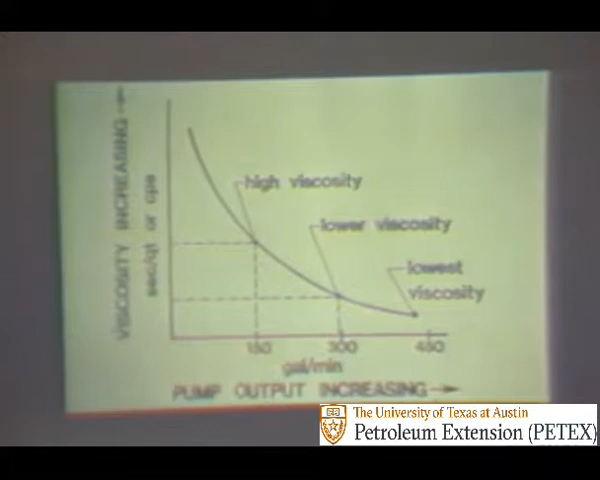 VISCOSITY INCREASING →
sec/qt or cps
high viscosity
lower viscosity
lowest
viscosity
150 300 450
gal/min
PUMP OUTPUT INCREASING →
The University of Texas at Austin
Petroleum Extension (PETEX)